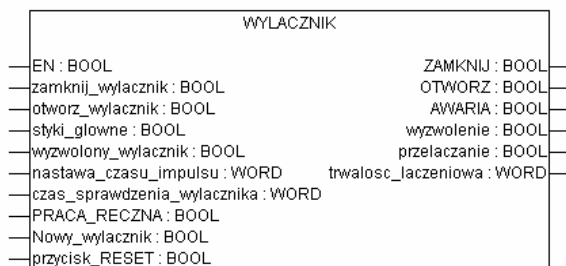 WYLACZNIK
EN : BOOL ZAMKNIJ : BOOL
zamknij_wylacznik : BOOL OTWORZ : BOOL
otworz_wylacznik : BOOL AWARIA : BOOL
styki_glowne : BOOL wyzwolenie : BOOL
wyzwolony_wylacznik : BOOL przelaczanie : BOOL
nastawa_czasu_impulsu : WORD trwalosc_laczeniowa : WORD
czas_sprawdzenia_wylacznika : WORD
PRACA_RECZNA : BOOL
Nowy_wylacznik : BOOL
przycisk_RESET : BOOL